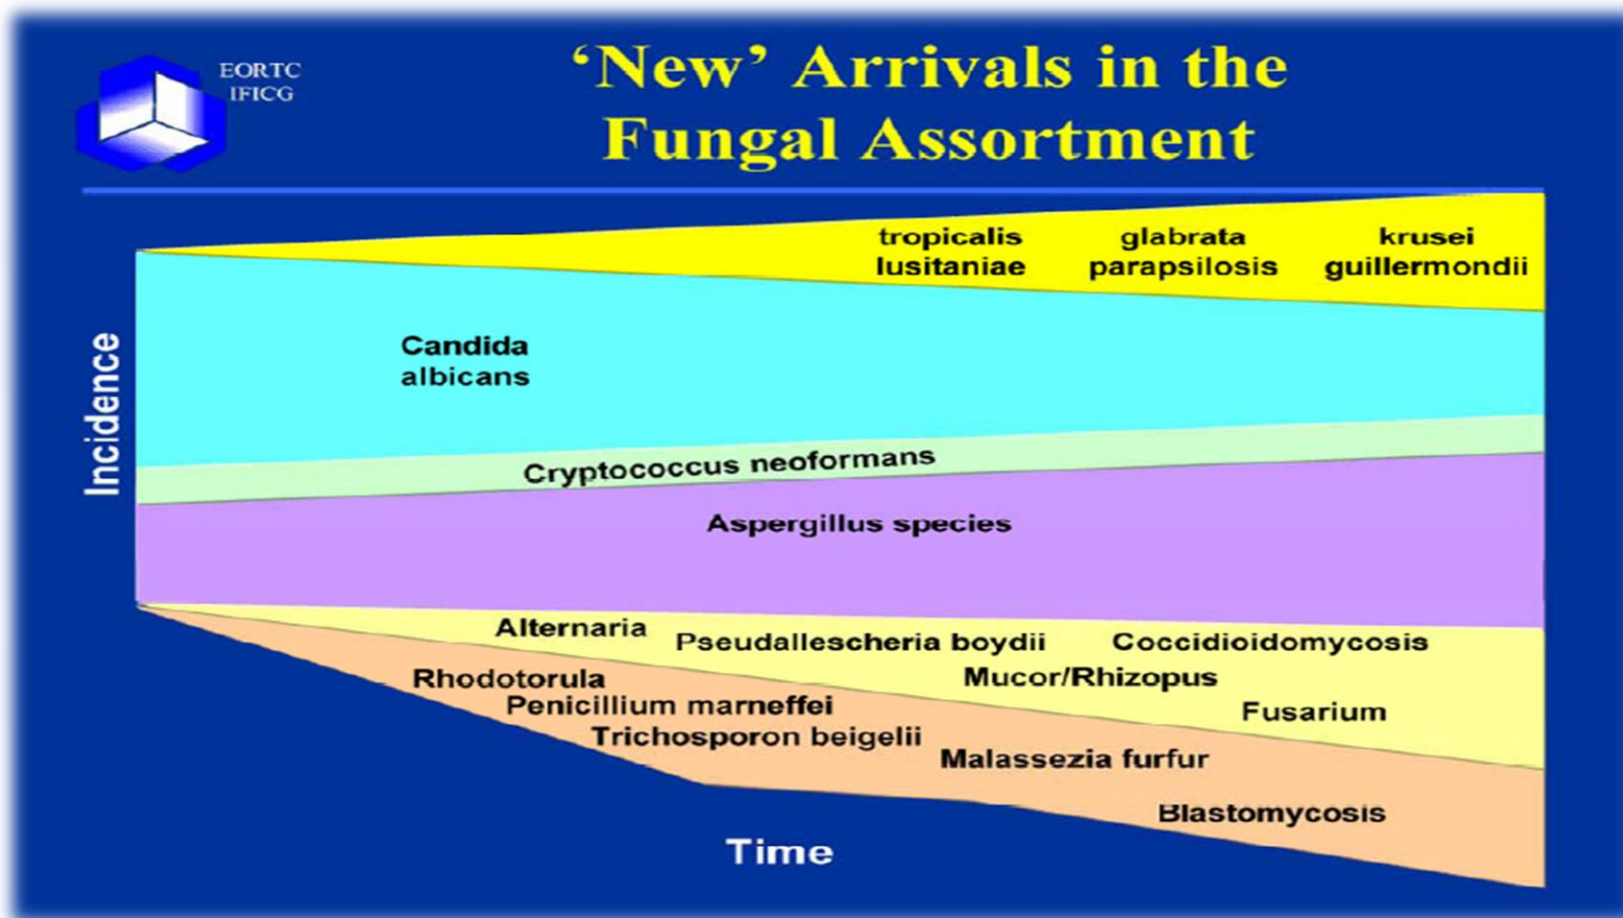 EORTC
IFICG
‘New’ Arrivals in the
Fungal Assortment
tropicalis
lusitaniae
glabrata
parapsilosis
krusei
guillermondii
Candida
albicans
Incidence
Cryptococcus neoformans
Aspergillus species
Alternaria
Pseudallescheria boydii
Coccidioidomycosis
Rhodotorula
Mucor/Rhizopus
Penicillium marneffei
Fusarium
Trichosporon beigelii
Malassezia furfur
Blastomycosis
Time